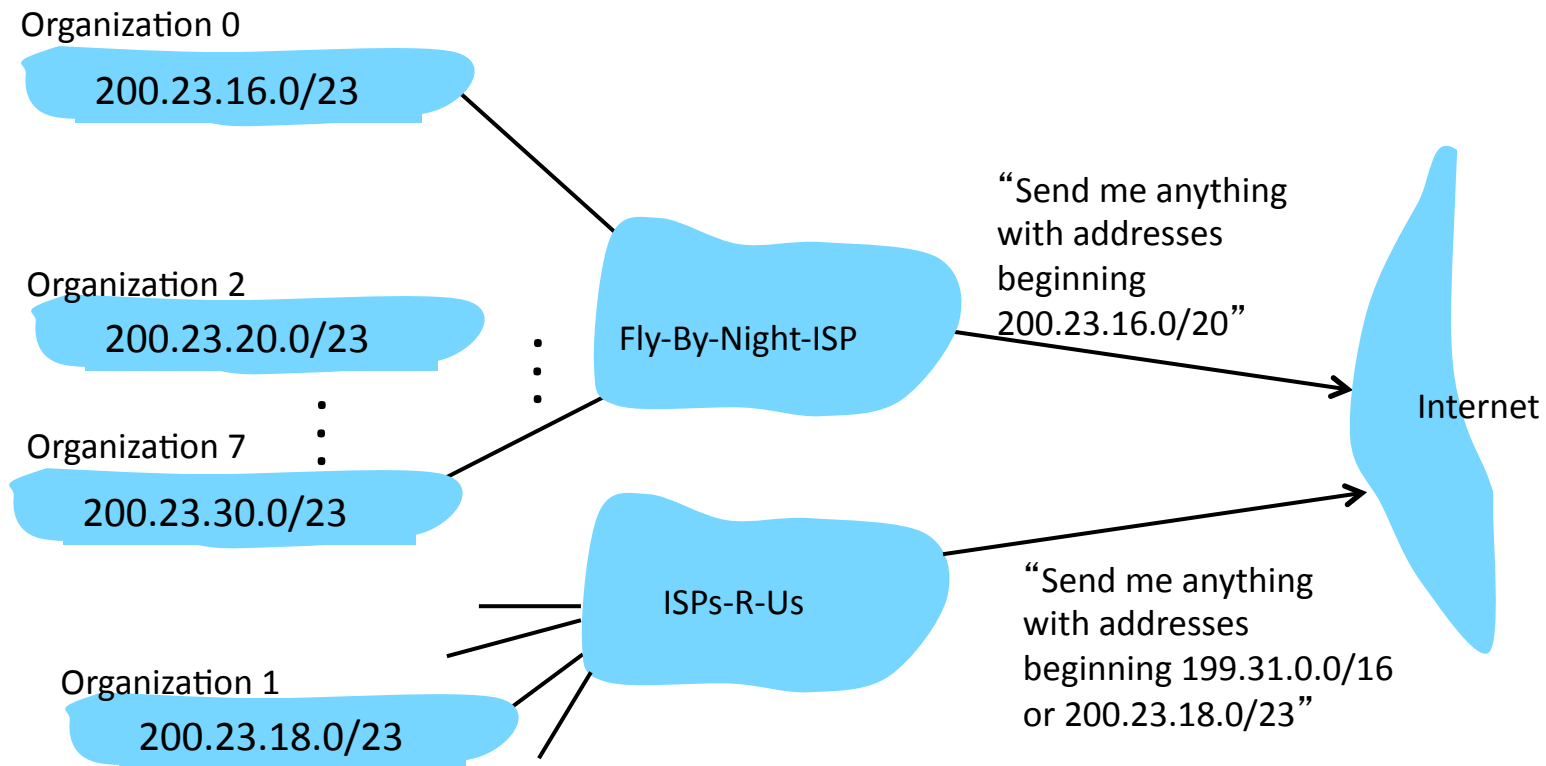 Organization 0
200.23.16.0/23
Organization 2
200.23.20.0/23
Organization 7
200.23.30.0/23
Fly-By-Night-ISP
“Send me anything
with addresses
beginning
200.23.16.0/20”
Internet
ISPs-R-Us
“Send me anything
with addresses
beginning 199.31.0.0/16
or 200.23.18.0/23”
Organization 1
200.23.18.0/23